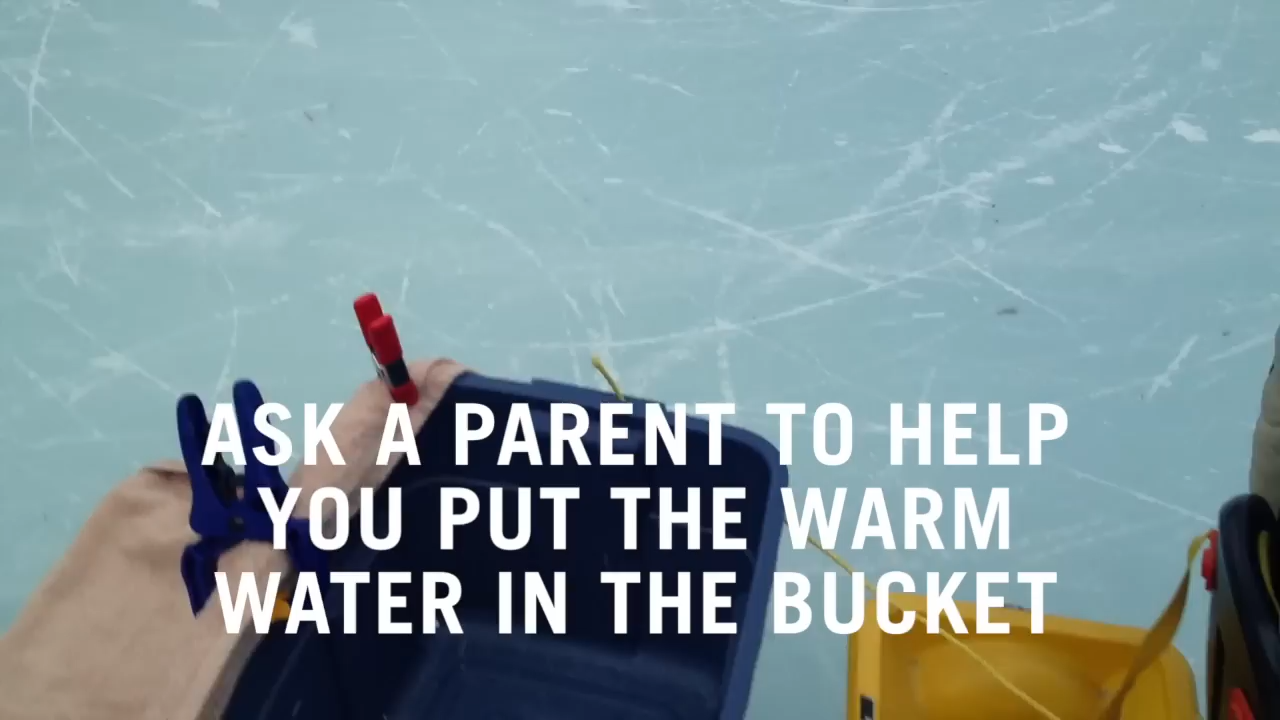 ASK A PARENT TO HELP
YOU PUT THE WARM
WATER IN THE BUCKET